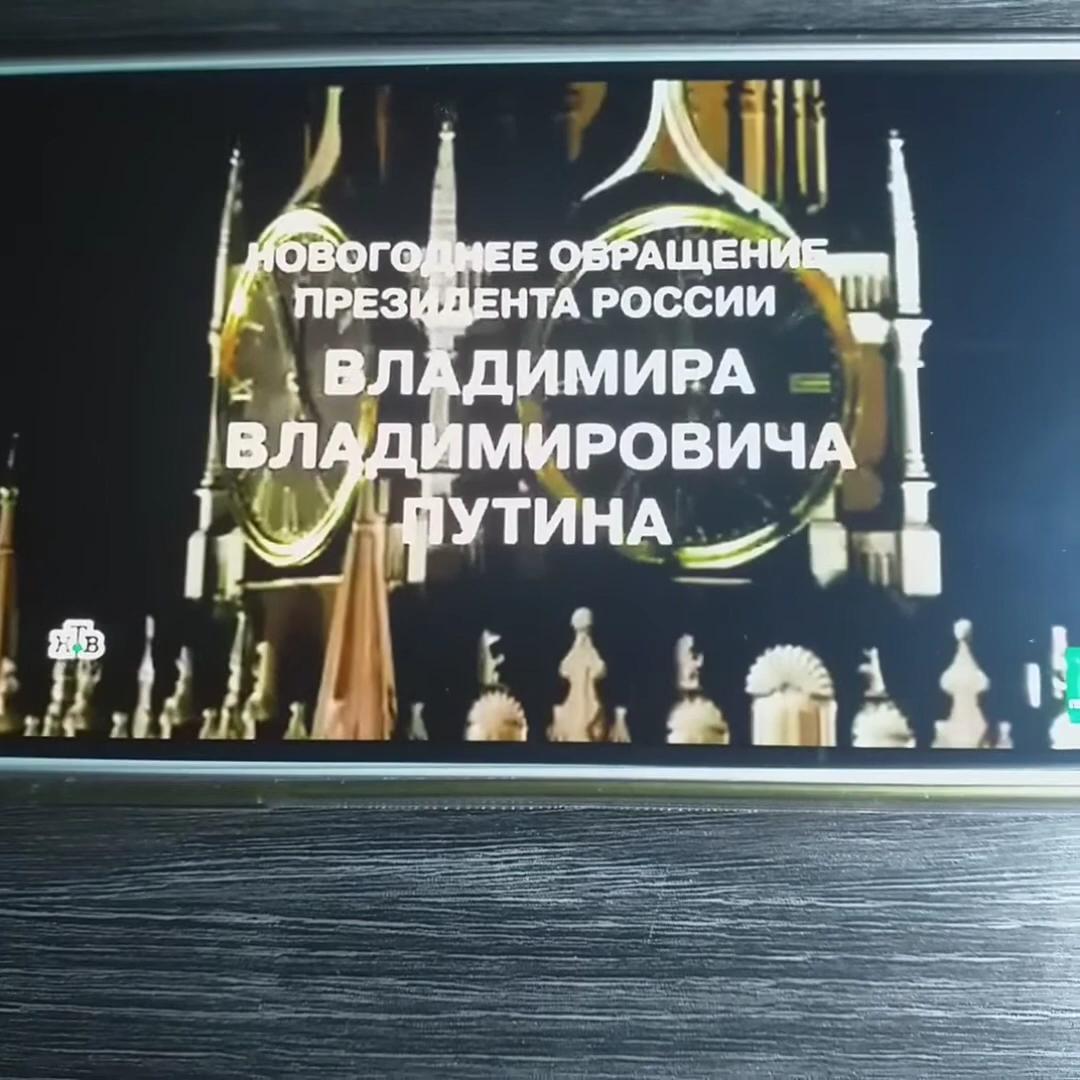 НОВОГОДНЕЕ ОБРАЩЕНИЕ
ПРЕЗИДЕНТА РОССИИ
ВЛАДИМИРА
ВЛАДИМИРОВИЧА
ПУТИНА
НТВ